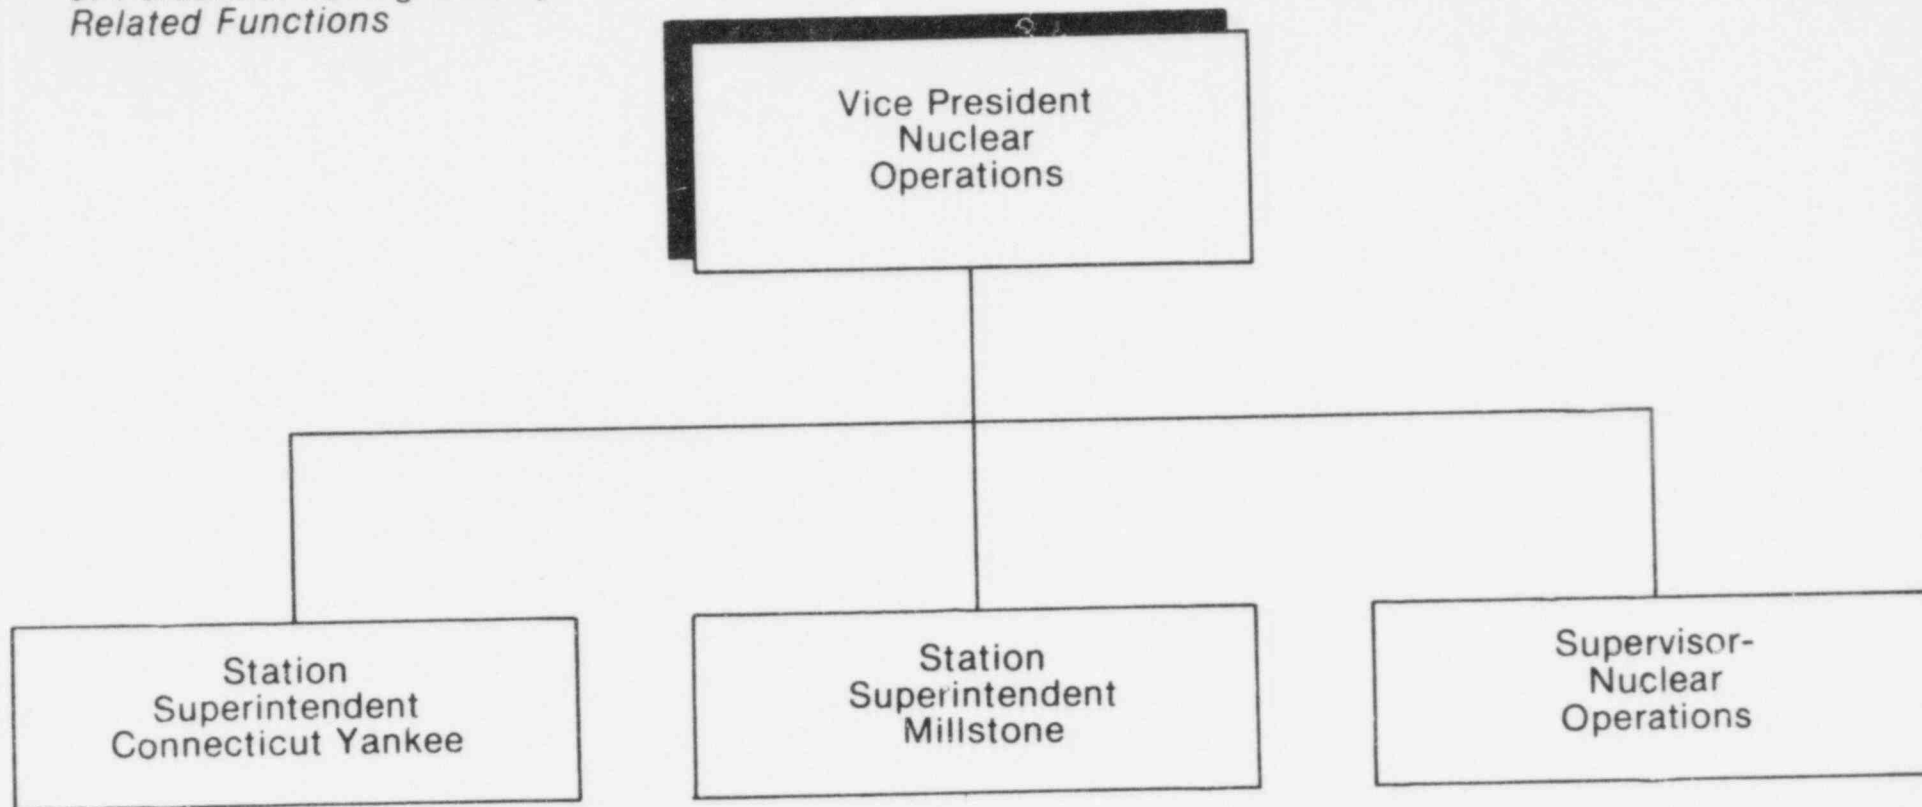 Related Functions
Vice President
Nuclear
Operations
Station
Superintendent
Connecticut Yankee
Station
Superintendent
Millstone
Supervisor-
Nuclear
Operations